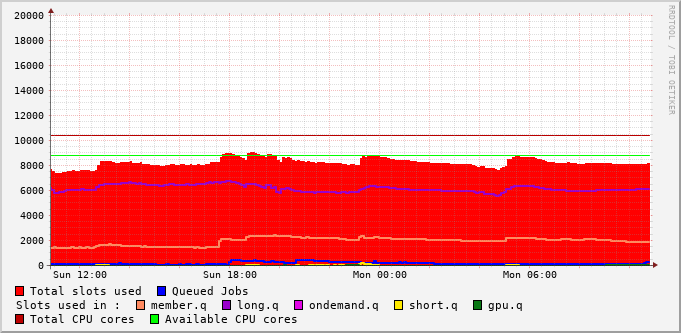 20000
18000
16000
14000
12000
10000
8000
6000
4000
2000
0
Sun 12:00 Sun 18:00 Mon 00:00 Mon 06:00
RRDTOOL / TOBI OETIKER
Total slots used Queued Jobs
Slots used in : member.q long.q ondemand.q short.q gpu.q
Total CPU cores Available CPU cores